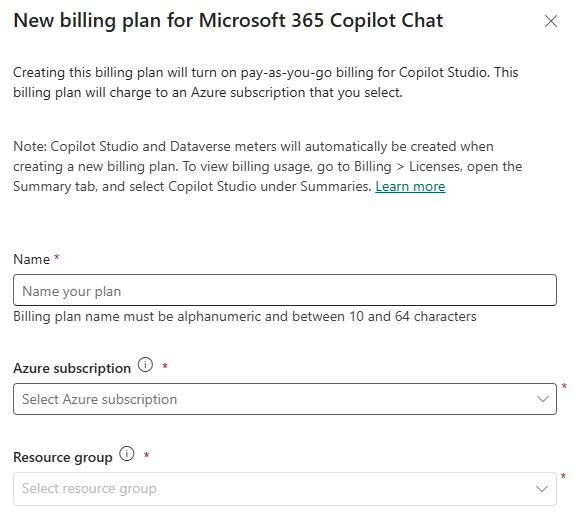 New billing plan for Microsoft 365 Copilot Chat
Creating this billing plan will turn on pay-as-you-go billing for Copilot Studio. This
billing plan will charge to an Azure subscription that you select.
Note: Copilot Studio and Dataverse meters will automatically be created when
creating a new billing plan. To view billing usage, go to Billing > Licenses, open the
Summary tab, and select Copilot Studio under Summaries. Learn more
Name *
Name your plan
Billing plan name must be alphanumeric and between 10 and 64 characters
Azure subscription *
Select Azure subscription *
Resource group *
Select resource group *